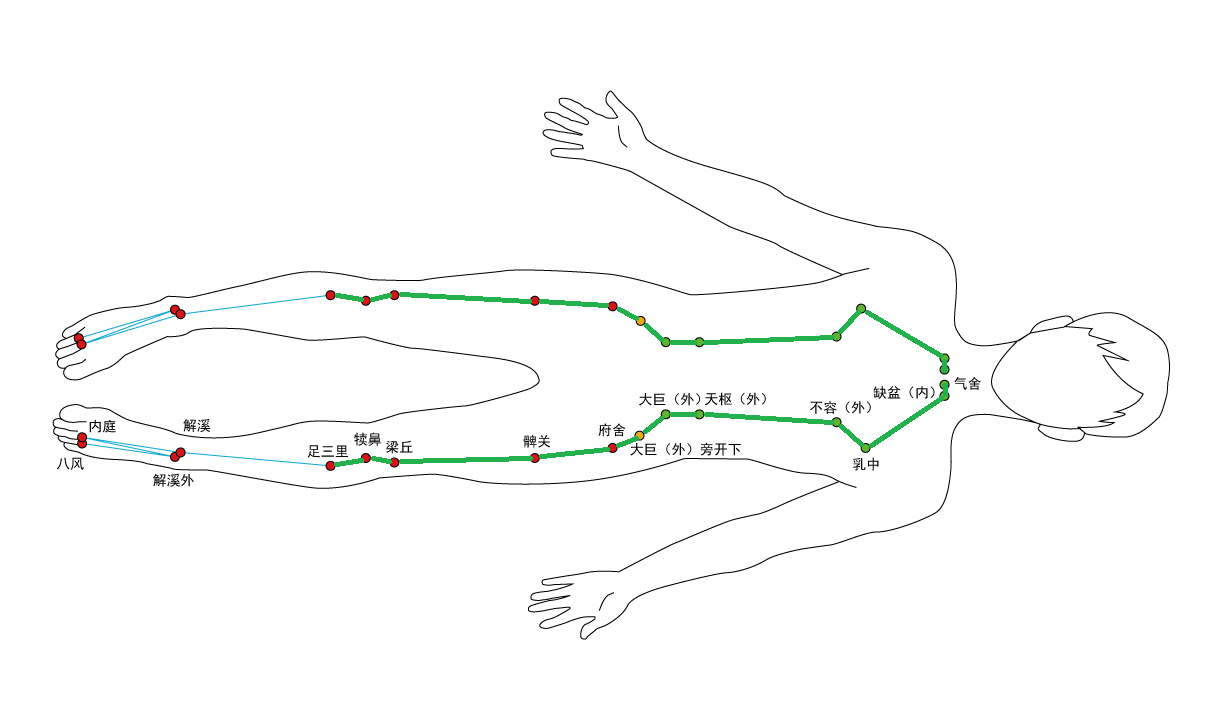 气舍
缺盆（内）
大巨（外）
天枢（外）
不容（外）
内庭
解溪
府舍
髀关
犊鼻
梁丘
足三里
大巨（外）旁开下
八风
乳中
解溪外